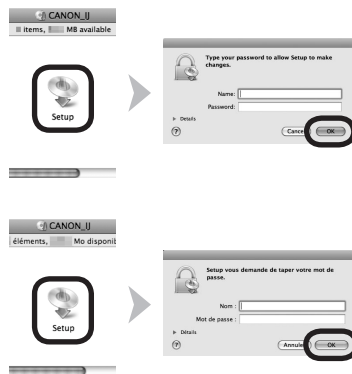 CANON_IJ
items, MB available
Setup
Type your password to allow Setup to make
changes.
Name:
Password:
Details
?
Cancel
OK
CANON_IJ
éléments, Mo disponib
Setup
Setup vous demande de taper votre mot de
passe.
Nom :
Mot de passe :
Détails
?
Annule
OK